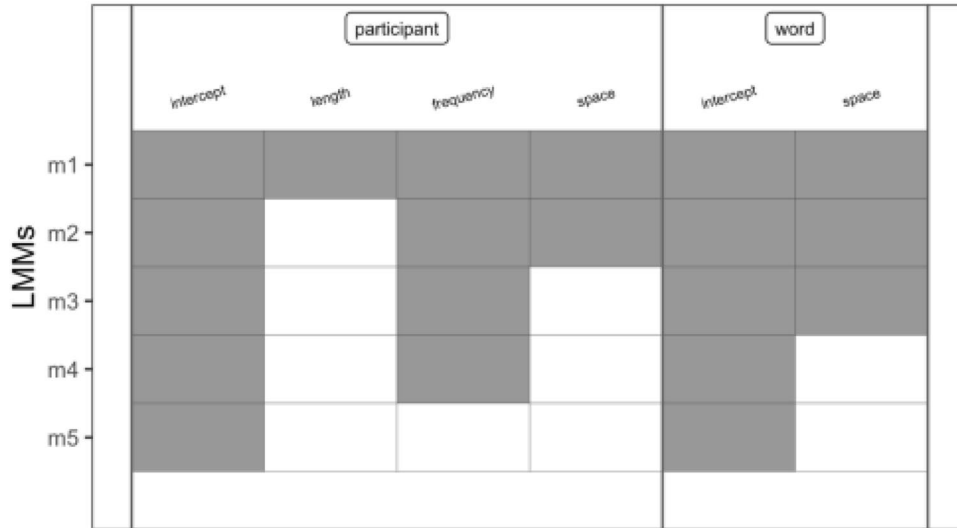 participant word
intercept length frequency space intercept space
LMMs
m1
m2
m3
m4
m5